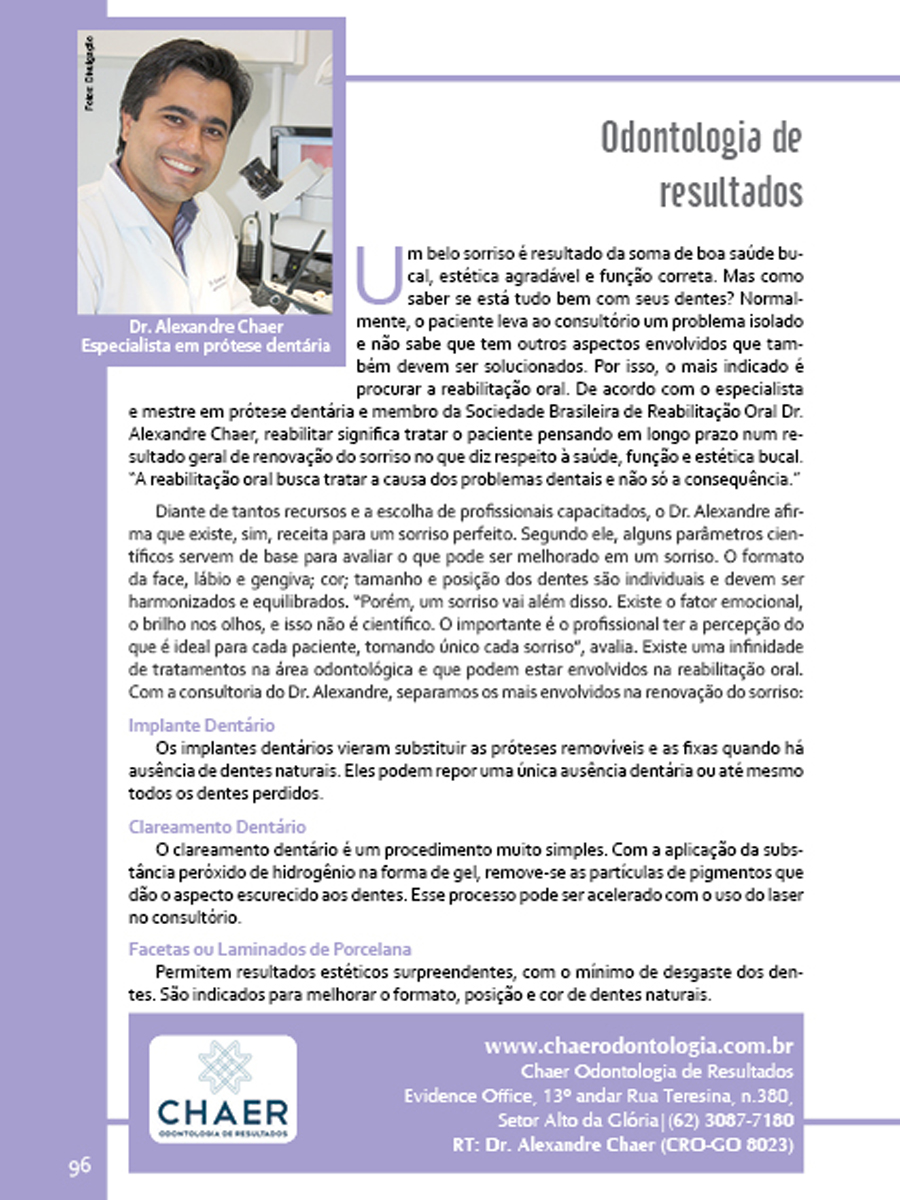 Fotos: Divulgação
Dr. Alexandre Chaer
Especialista em prótese dentária
Odontologia de
resultados
Um belo sorriso é resultado da soma de boa saúde bu-
cal, estética agradável e função correta. Mas como
saber se está tudo bem com seus dentes? Normal-
mente, o paciente leva ao consultório um problema isolado
e não sabe que tem outros aspectos envolvidos que tam-
bém devem ser solucionados. Por isso, o mais indicado é
procurar a reabilitação oral. De acordo com o especialista
e mestre em prótese dentária e membro da Sociedade Brasileira de Reabilitação Oral Dr.
Alexandre Chaer, reabilitar significa tratar o paciente pensando em longo prazo num re-
sultado geral de renovação do sorriso no que diz respeito à saúde, função e estética bucal.
"A reabilitação oral busca tratar a causa dos problemas dentais e não só a consequência."
Diante de tantos recursos e a escolha de profissionais capacitados, o Dr. Alexandre afir-
ma que existe, sim, receita para um sorriso perfeito. Segundo ele, alguns parâmetros cien-
tíficos servem de base para avaliar o que pode ser melhorado em um sorriso. O formato
da face, lábio e gengiva; cor; tamanho e posição dos dentes são individuais e devem ser
harmonizados e equilibrados. "Porém, um sorriso vai além disso. Existe o fator emocional,
o brilho nos olhos, e isso não é científico. O importante é o profissional ter a percepção do
que é ideal para cada paciente, tornando único cada sorriso", avalia. Existe uma infinidade
de tratamentos na área odontológica e que podem estar envolvidos na reabilitação oral.
Com a consultoria do Dr. Alexandre, separamos os mais envolvidos na renovação do sorriso:
Implante Dentário
Os implantes dentários vieram substituir as próteses removíveis e as fixas quando há
ausência de dentes naturais. Eles podem repor uma única ausência dentária ou até mesmo
todos os dentes perdidos.
Clareamento Dentário
O clareamento dentário é um procedimento muito simples. Com a aplicação da subs-
tância peróxido de hidrogênio na forma de gel, remove-se as partículas de pigmentos que
dão o aspecto escurecido aos dentes. Esse processo pode ser acelerado com o uso do laser
no consultório.
Facetas ou Laminados de Porcelana
Permitem resultados estéticos surpreendentes, com o mínimo de desgaste dos den-
tes. São indicados para melhorar o formato, posição e cor de dentes naturais.
CHAER
ODONTOLOGIA DE RESULTADOS
www.chaerodontologia.com.br
Chaer Odontologia de Resultados
Evidence Office, 13º andar Rua Teresina, n.380,
Setor Alto da Glória|(62) 3087-7180
RT: Dr. Alexandre Chaer (CRO-GO 8023)
96